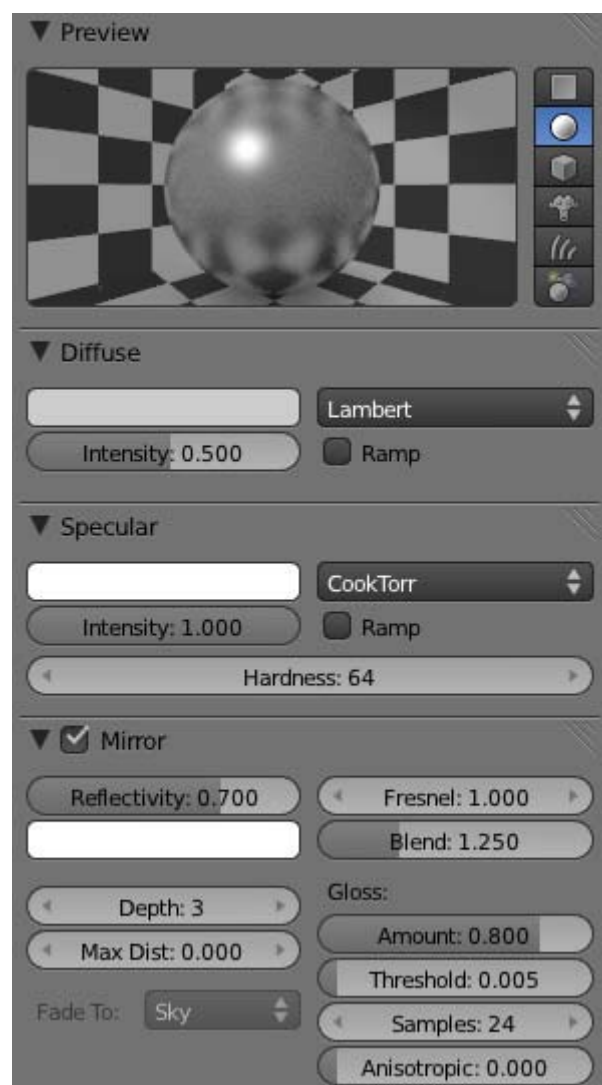 Preview
Diffuse
Lambert
Intensity: 0.500
Ramp
Specular
CookTorr
Intensity: 1.000
Ramp
Hardness: 64
Mirror
Reflectivity: 0.700
Fresnel: 1.000
Blend: 1.250
Depth: 3
Gloss:
Max Dist: 0.000
Amount: 0.800
Threshold: 0.005
Fade To:
Sky
Samples: 24
Anisotropic: 0.000